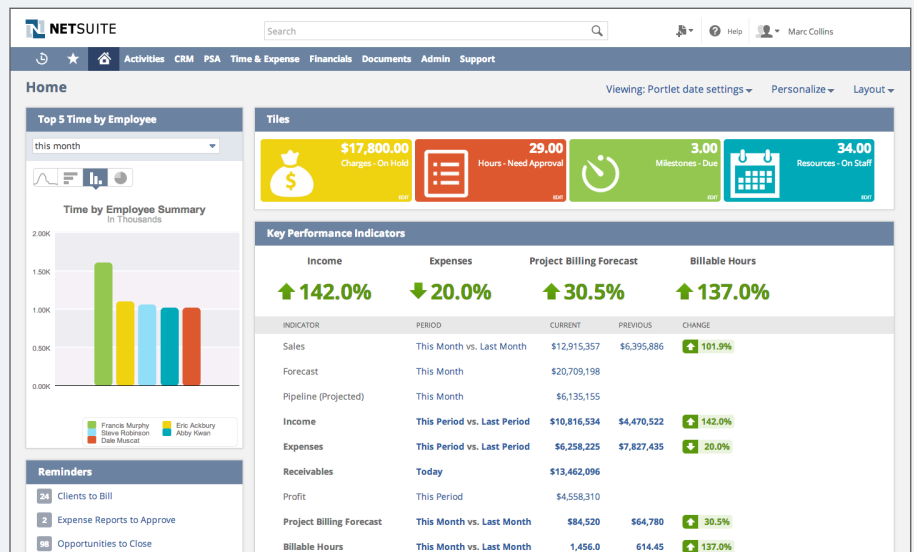 NETSUITE
Search
Help
Marc Collins
Activities CRM PSA Time & Expense Financials Documents Admin Support
Home
Viewing: Portlet date settings Personalize Layout
Top 5 Time by Employee
this month
Time by Employee Summary
In Thousands
2.00K
1.50K
1.00K
0.50K
0.00K
Francis Murphy Eric Ackbury
Steve Robinson Abby Kwan
Dale Muscat
Reminders
24 Clients to Bill
2 Expense Reports to Approve
98 Opportunities to Close
Tiles
$17,800.00
Charges - On Hold
EDIT
29.00
Hours - Need Approval
EDIT
3.00
Milestones - Due
EDIT
34.00
Resources - On Staff
EDIT
Key Performance Indicators
Income Expenses Project Billing Forecast Billable Hours
142.0% 20.0% 30.5% 137.0%
INDICATOR PERIOD CURRENT PREVIOUS CHANGE
Sales This Month vs. Last Month $12,915,357 $6,395,886 101.9%
Forecast This Month $20,709,198
Pipeline (Projected) This Month $6,135,155
Income This Period vs. Last Period $10,816,534 $4,470,522 142.0%
Expenses This Period vs. Last Period $6,258,225 $7,827,435 20.0%
Receivables Today $13,462,096
Profit This Period $4,558,310
Project Billing Forecast This Month vs. Last Month $84,520 $64,780 30.5%
Billable Hours This Month vs. Last Month 1,456.0 614.45 137.0%